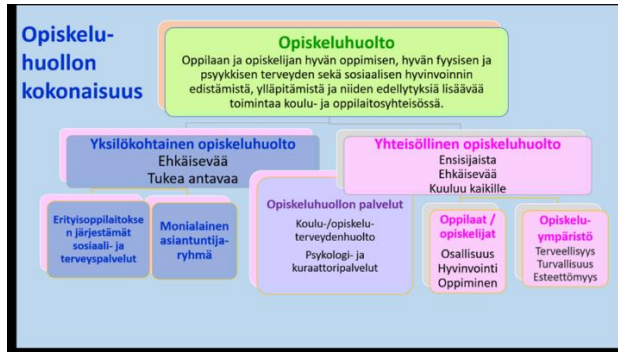 Opiskelu-
huollon
kokonaisuus
Opiskeluhuolto
Oppilaan ja opiskelijan hyvän oppimisen, hyvän fyysisen ja
psyykkisen terveyden sekä sosiaalisen hyvinvoinnin
edistämistä, ylläpitämistä ja niiden edellytyksiä lisäävää
toimintaa koulu- ja oppilaitosyhteisössä.
Yksilökohtainen opiskeluhuolto
Ehkäisevää
Tukea antavaa
Yhteisöllinen opiskeluhuolto
Ensisijaista
Ehkäisevää
Kuuluu kaikille
Erityisoppilaitokse
n järjestämät
sosiaali- ja
terveyspalvelut
Monialainen
asiantuntija-
ryhmä
Opiskeluhuollon palvelut
Koulu-/opiskelu-
terveydenhuolto
Psykologi- ja
kuraattoripalvelut
Oppilaat /
opiskelijat
Osallisuus
Hyvinvointi
Oppiminen
Opiskelu-
ympäristö
Terveellisyys
Turvallisuus
Esteettömyys